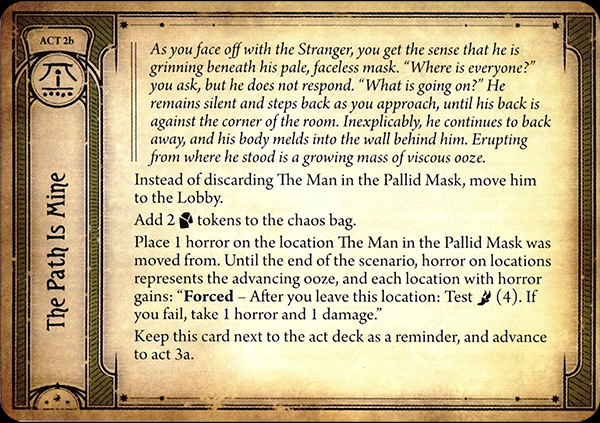 ACT 2b
The Path Is Mine
As you face off with the Stranger, you get the sense that he is
grinning beneath his pale, faceless mask. “Where is everyone?”
you ask, but he does not respond. “What is going on?” He
remains silent and steps back as you approach, until his back is
against the corner of the room. Inexplicably, he continues to back
away, and his body melds into the wall behind him. Erupting
from where he stood is a growing mass of viscous ooze.
Instead of discarding The Man in the Pallid Mask, move him
to the Lobby.
Add 2 tokens to the chaos bag.
Place 1 horror on the location The Man in the Pallid Mask was
moved from. Until the end of the scenario, horror on locations
represents the advancing ooze, and each location with horror
gains: “Forced – After you leave this location: Test (4). If
you fail, take 1 horror and 1 damage.”
Keep this card next to the act deck as a reminder, and advance
to act 3a.